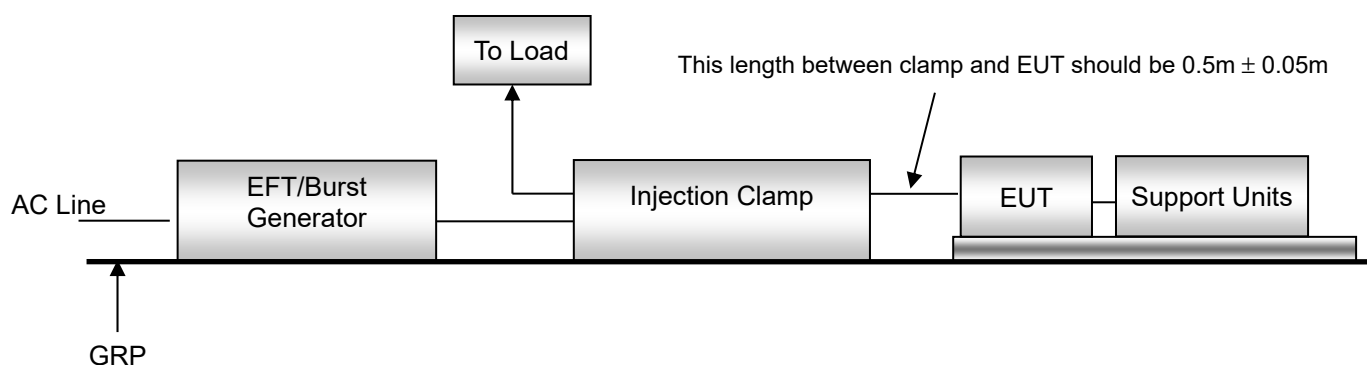 To Load
This length between clamp and EUT should be 0.5m ± 0.05m
AC Line
EFT/Burst
Generator
Injection Clamp
EUT
Support Units
GRP